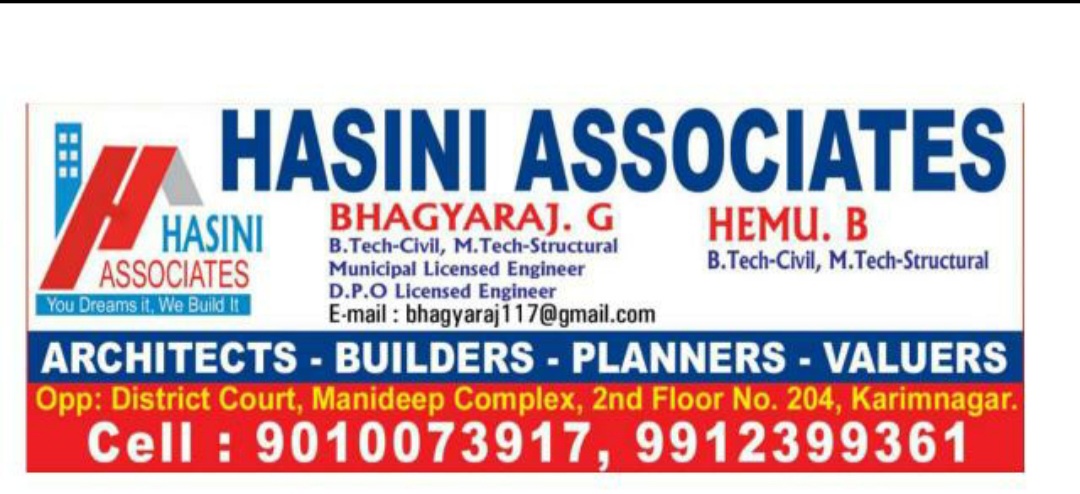 HASINI ASSOCIATES
HASINI
ASSOCIATES
You Dreams it, We Build It
BHAGYARAJ. G
B.Tech-Civil, M.Tech-Structural
Municipal Licensed Engineer
D.P.O Licensed Engineer
E-mail : bhagyaraj117@gmail.com
HEMU. B
B.Tech-Civil, M.Tech-Structural
ARCHITECTS - BUILDERS - PLANNERS - VALUERS
Opp: District Court, Manideep Complex, 2nd Floor No. 204, Karimnagar.
Cell : 9010073917, 9912399361